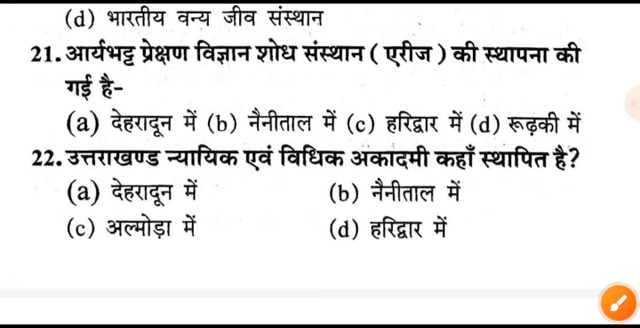 (d) भारतीय वन्य जीव संस्थान
21. आर्यभट्ट प्रेक्षण विज्ञान शोध संस्थान ( एरीज ) की स्थापना की
गई है-
(a) देहरादून में (b) नैनीताल में (c) हरिद्वार में (d) रूढ़की में
22. उत्तराखण्ड न्यायिक एवं विधिक अकादमी कहाँ स्थापित है?
(a) देहरादून में (b) नैनीताल में
(c) अल्मोड़ा में (d) हरिद्वार में